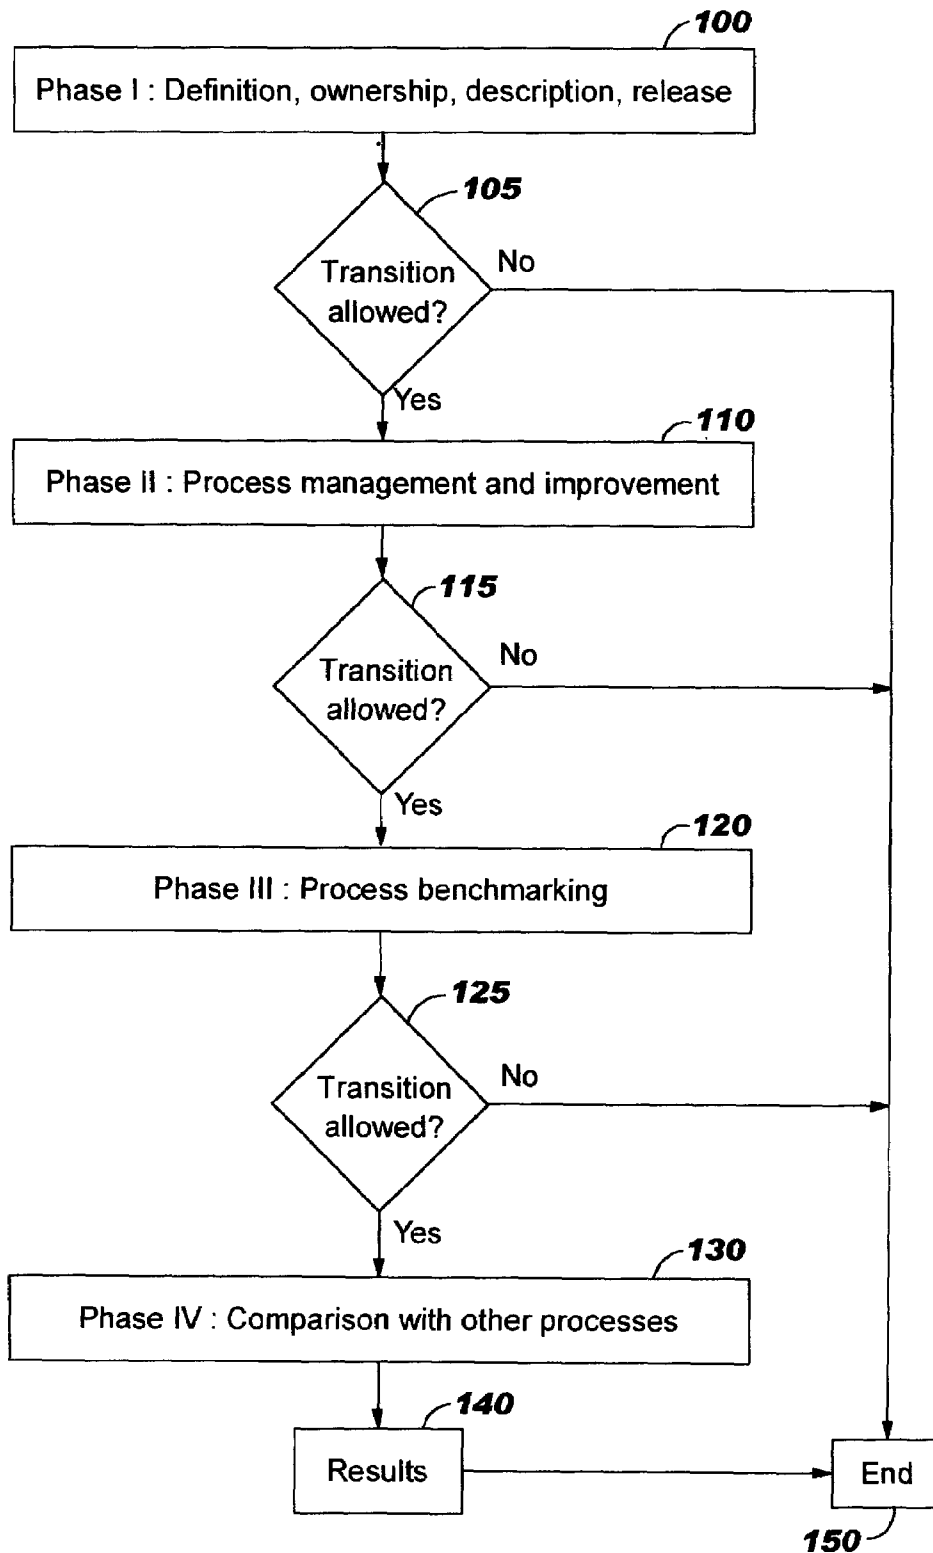 100
Phase I : Definition, ownership, description, release
105
Transition
allowed?
No
Yes
110
Phase II : Process management and improvement
115
Transition
allowed?
No
Yes
120
Phase III : Process benchmarking
125
Transition
allowed?
No
Yes
130
Phase IV : Comparison with other processes
140
Results
End
150